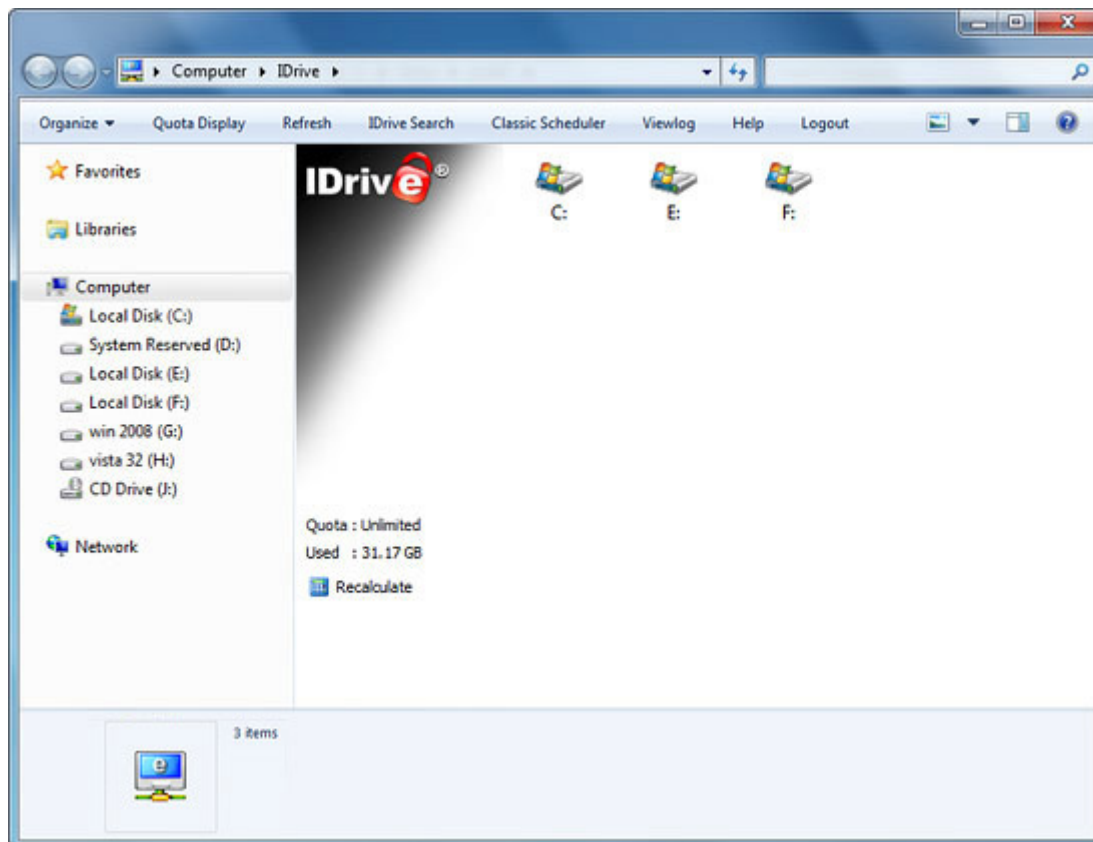 Computer IDrive
Organize Quota Display Refresh IDrive Search Classic Scheduler Viewlog Help Logout
Favorites
Libraries
Computer
Local Disk (C:)
System Reserved (D:)
Local Disk (E:)
Local Disk (F:)
win 2008 (G:)
vista 32 (H:)
CD Drive (J:)
Network
IDrive®
C: E: F:
Quota : Unlimited
Used : 31.17 GB
Recalculate
3 items